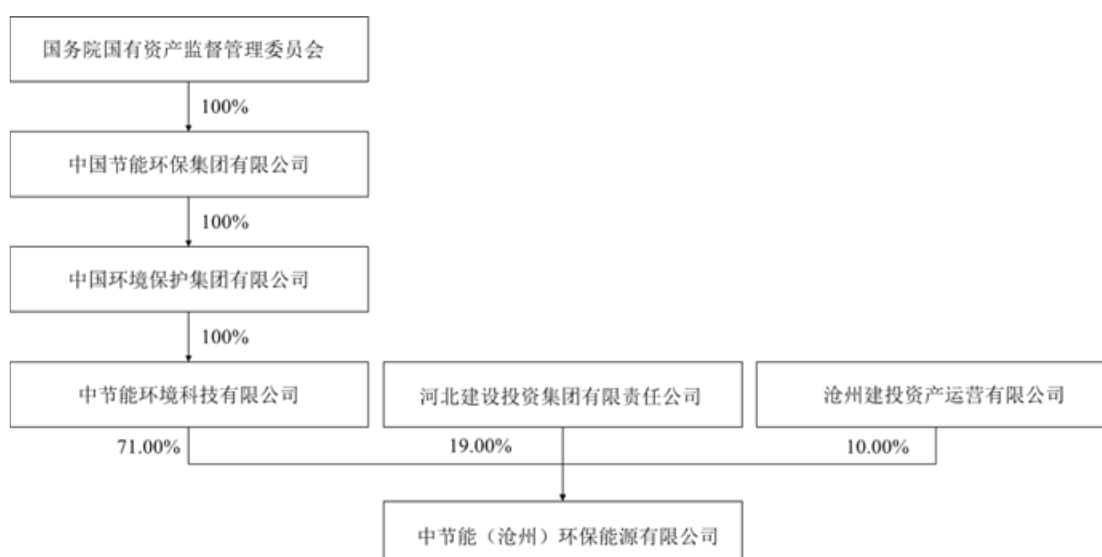 国务院国有资产监督管理委员会
100%
中国节能环保集团有限公司
100%
中国环境保护集团有限公司
100%
中节能环境科技有限公司
河北建设投资集团有限责任公司
沧州建投资产运营有限公司
71.00%
19.00%
10.00%
中节能（沧州）环保能源有限公司